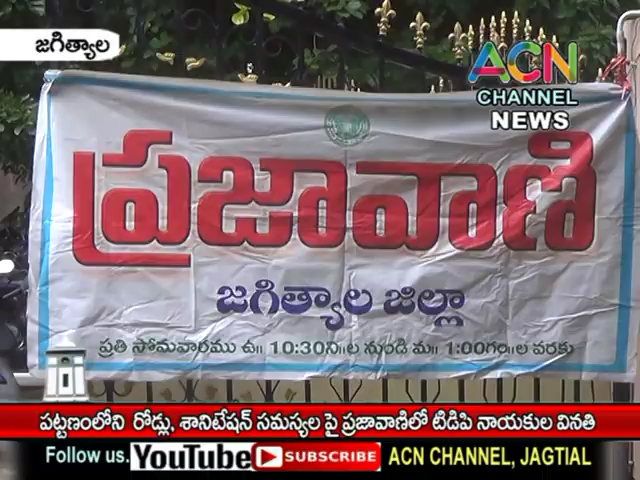 జగిత్యాల
ACN
CHANNEL
NEWS
ప్రజావాణి
జగిత్యాల జిల్లా
ప్రతి సోమవారము ఉ॥ 10:30ని॥ల నుండి మ॥ 1:00గం॥ల వరకు
పట్టణంలోని రోడ్లు, శానిటేషన్ సమస్యల పై ప్రజావాణిలో టిడిపి నాయకుల వినతి
Follow us. YouTube SUBSCRIBE ACN CHANNEL, JAGTIAL